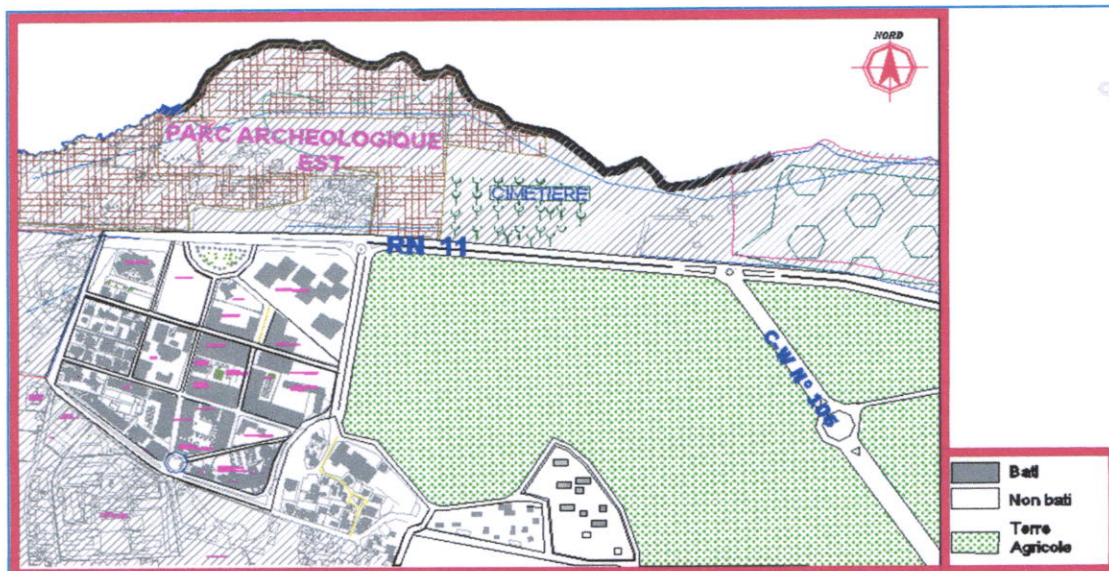 NORD
PARC ARCHEOLOGIQUE
EST
CIMETIERE
RN 11
C.W N° 106
Bati
Non bati
Terre
Agricole